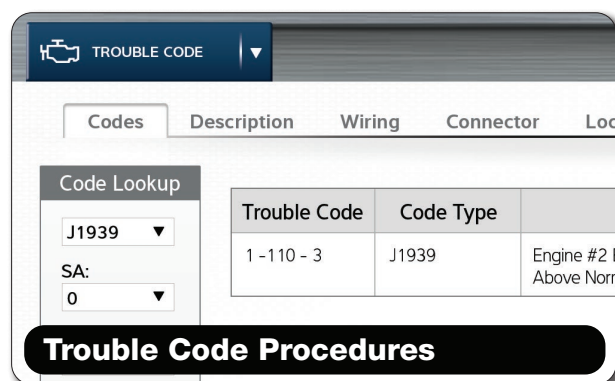 TROUBLE CODE
Codes Description Wiring Connector
Code Lookup
J1939
SA:
0
Trouble Code Code Type
1 -110 - 3 J1939 Engine #2
Above
Trouble Code Procedures